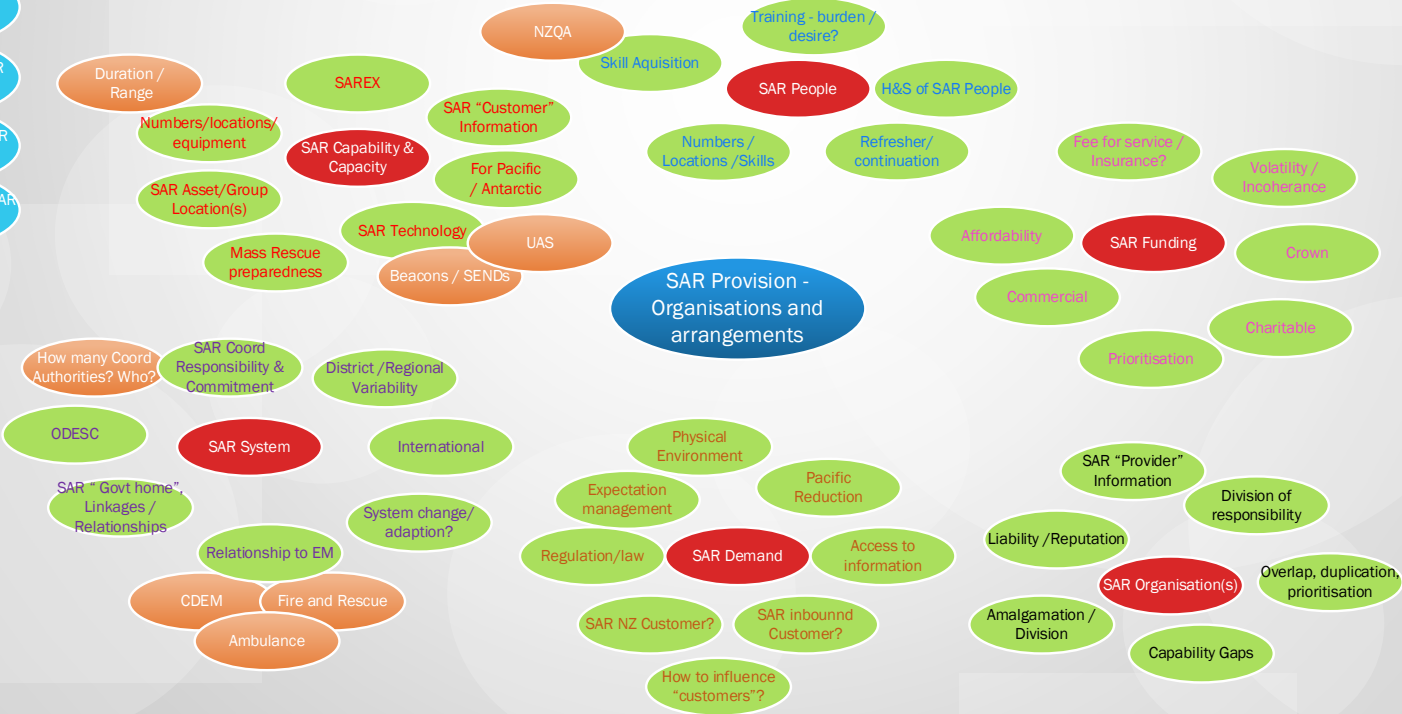 R
R
AR
NZQA
Training - burden /
desire?
Skill Aquisition
SAR People
H&S of SAR People
Numbers /
Locations /Skills
Refresher/
continuation
Duration /
Range
SAREX
SAR “Customer”
Information
Numbers/locations/
equipment
SAR Capability &
Capacity
For Pacific
/ Antarctic
SAR Asset/Group
Location(s)
SAR Technology
UAS
Mass Rescue
preparedness
Beacons / SENDs
Fee for service /
Insurance?
Volatility /
Incoherance
Affordability
SAR Funding
Crown
Commercial
Charitable
Prioritisation
SAR Provision -
Organisations and
arrangements
How many Coord
Authorities? Who?
SAR Coord
Responsibility &
Commitment
District /Regional
Variability
ODESC
SAR System
International
SAR “ Govt home”,
Linkages /
Relationships
System change/
adaption?
Relationship to EM
CDEM
Fire and Rescue
Ambulance
Physical
Environment
Expectation
management
Pacific
Reduction
Regulation/law
SAR Demand
Access to
information
SAR NZ Customer?
SAR inbounnd
Customer?
How to influence
“customers”?
SAR “Provider”
Information
Division of
responsibility
Liability /Reputation
SAR Organisation(s)
Overlap, duplication,
prioritisation
Amalgamation /
Division
Capability Gaps